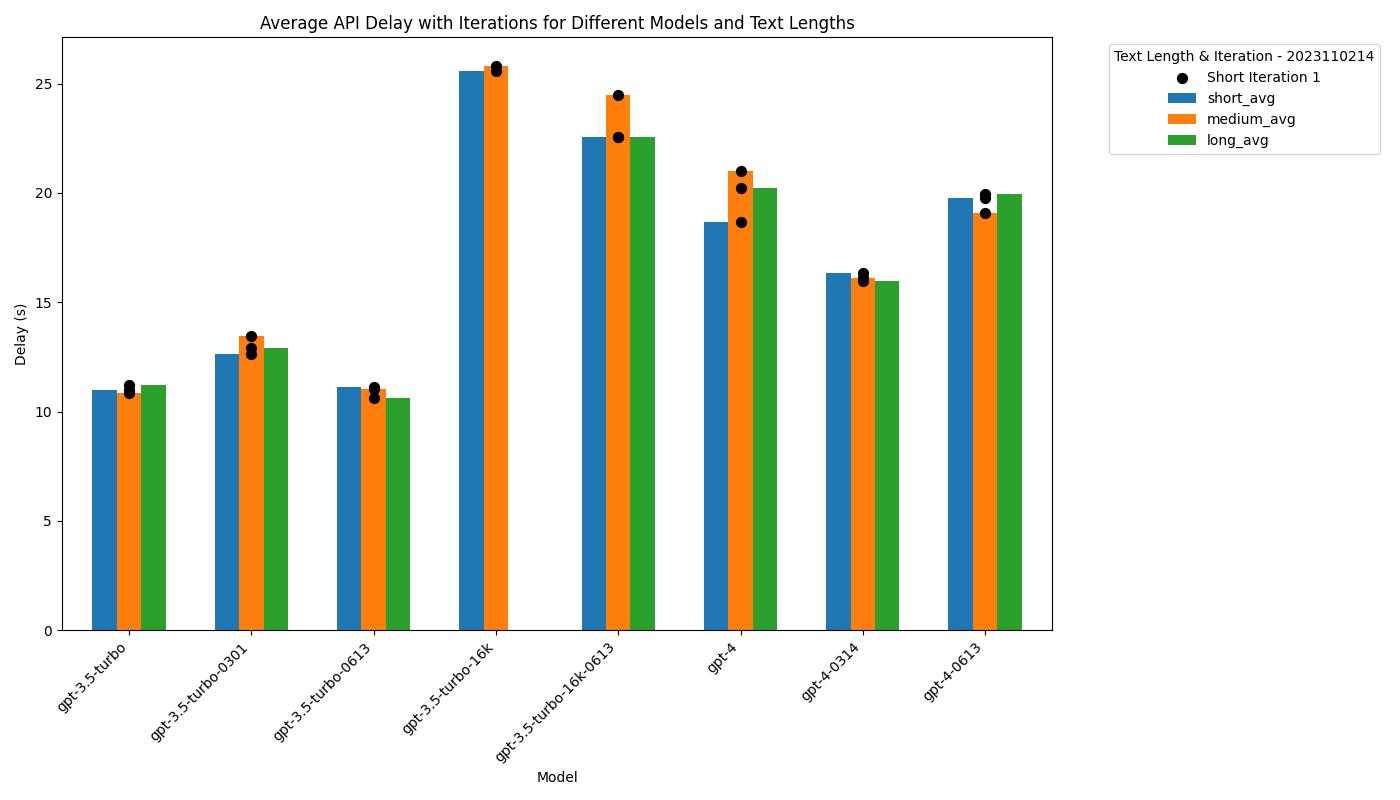 Average API Delay with Iterations for Different Models and Text Lengths
Text Length & Iteration - 2023110214
Short Iteration 1
short_avg
medium_avg
long_avg
Delay (s)
25
20
15
10
5
0
gpt-3.5-turbo
gpt-3.5-turbo-0301
gpt-3.5-turbo-0613
gpt-3.5-turbo-16k
gpt-3.5-turbo-16k-0613
gpt-4
gpt-4-0314
gpt-4-0613
Model